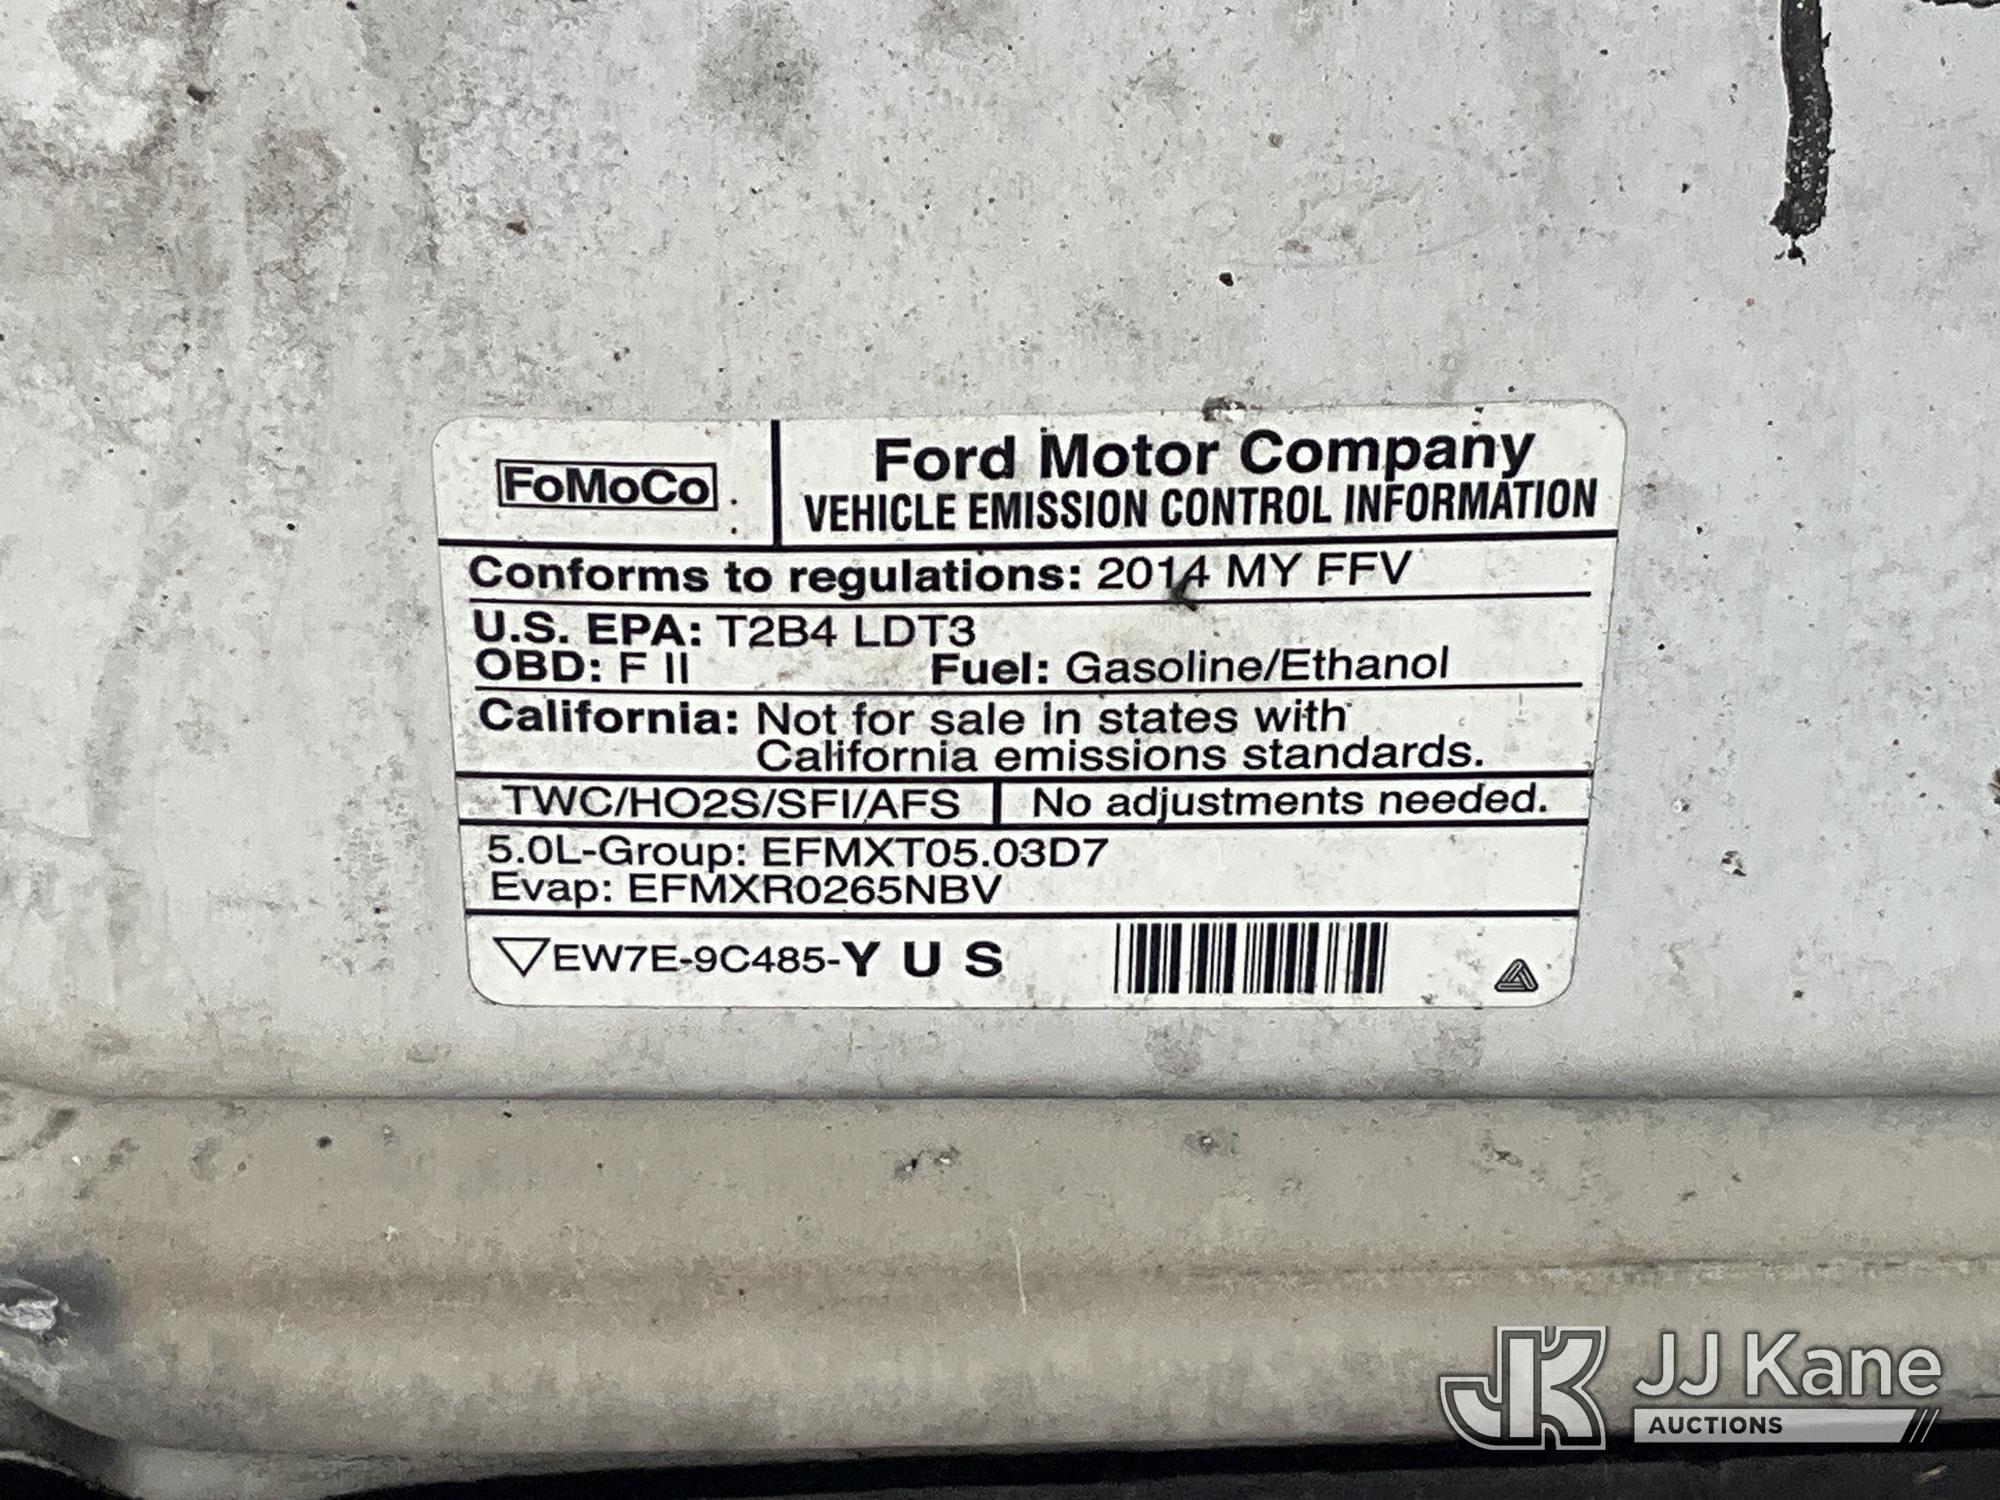 FoMoCo
Ford Motor Company
VEHICLE EMISSION CONTROL INFORMATION
Conforms to regulations: 2014 MY FFV
U.S. EPA: T2B4 LDT3
OBD: F II Fuel: Gasoline/Ethanol
California: Not for sale in states with
California emissions standards.
TWC/HO2S/SFI/AFS No adjustments needed.
5.0L-Group: EFMXT05.03D7
Evap: EFMXR0265NBV
EW7E-9C485-Y U S
JK JJ Kane
AUCTIONS